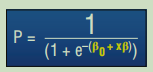 P = 1
(1 + e-(β0 + xβ))